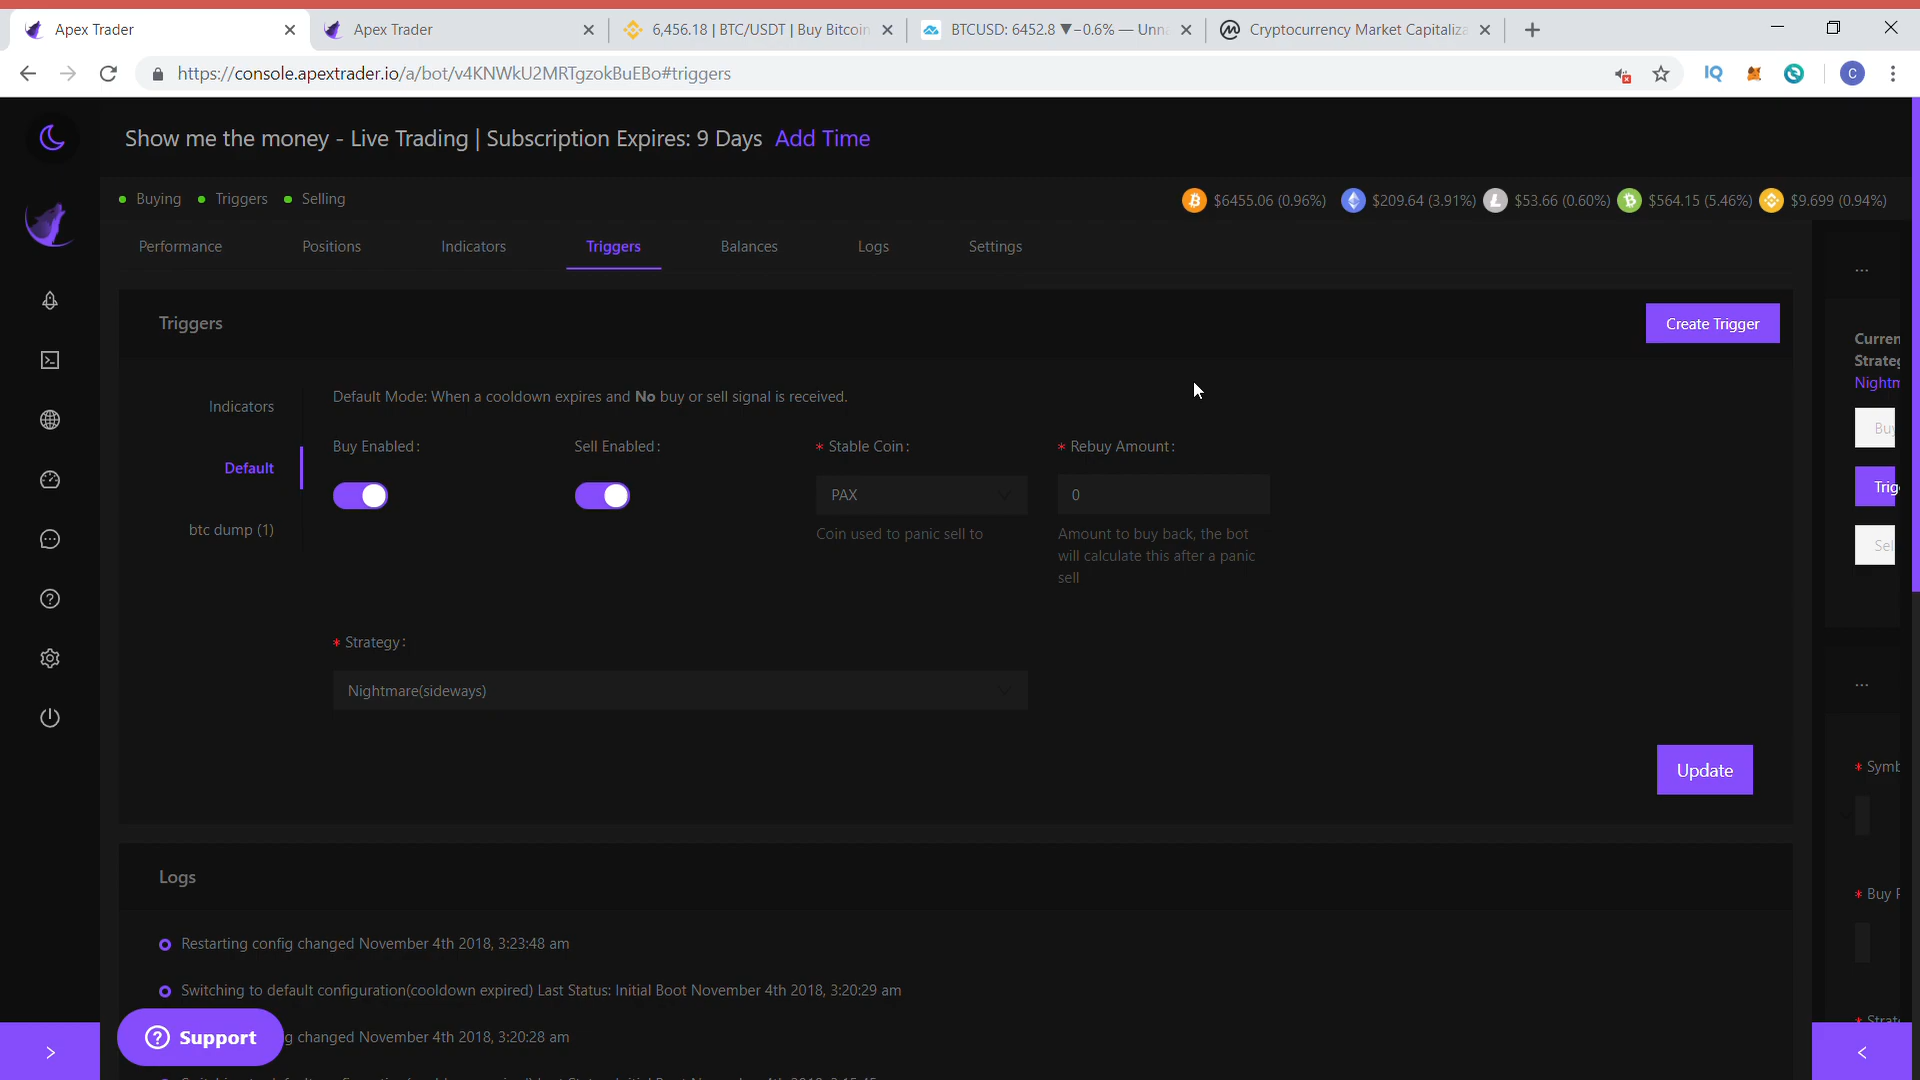 Apex Trader
Apex Trader
6,456.18 | BTC/USDT | Buy Bitcoin
BTCUSD: 6452.8 ▼−0.6% — Unna
Cryptocurrency Market Capitaliza
https://console.apextrader.io/a/bot/v4KNWkU2MRTgzokBuEBo#triggers
IQ
C
Show me the money - Live Trading | Subscription Expires: 9 Days Add Time
Buying
Triggers
Selling
$6455.06 (0.96%)
$209.64 (3.91%)
$53.66 (0.60%)
$564.15 (5.46%)
$9.699 (0.94%)
Performance
Positions
Indicators
Triggers
Balances
Logs
Settings
Triggers
Create Trigger
Indicators
Default
btc dump (1)
Default Mode: When a cooldown expires and No buy or sell signal is received.
Buy Enabled:
Sell Enabled:
* Stable Coin:
* Rebuy Amount:
PAX
0
Coin used to panic sell to
Amount to buy back, the bot
will calculate this after a panic
sell
* Strategy:
Nightmare(sideways)
Update
...
Curren
Strateg
Nightm
Buy
Trig
Sel
...
* Symb
* Buy P
* Strate
Logs
Restarting config changed November 4th 2018, 3:23:48 am
Switching to default configuration(cooldown expired) Last Status: Initial Boot November 4th 2018, 3:20:29 am
g changed November 4th 2018, 3:20:28 am
Support